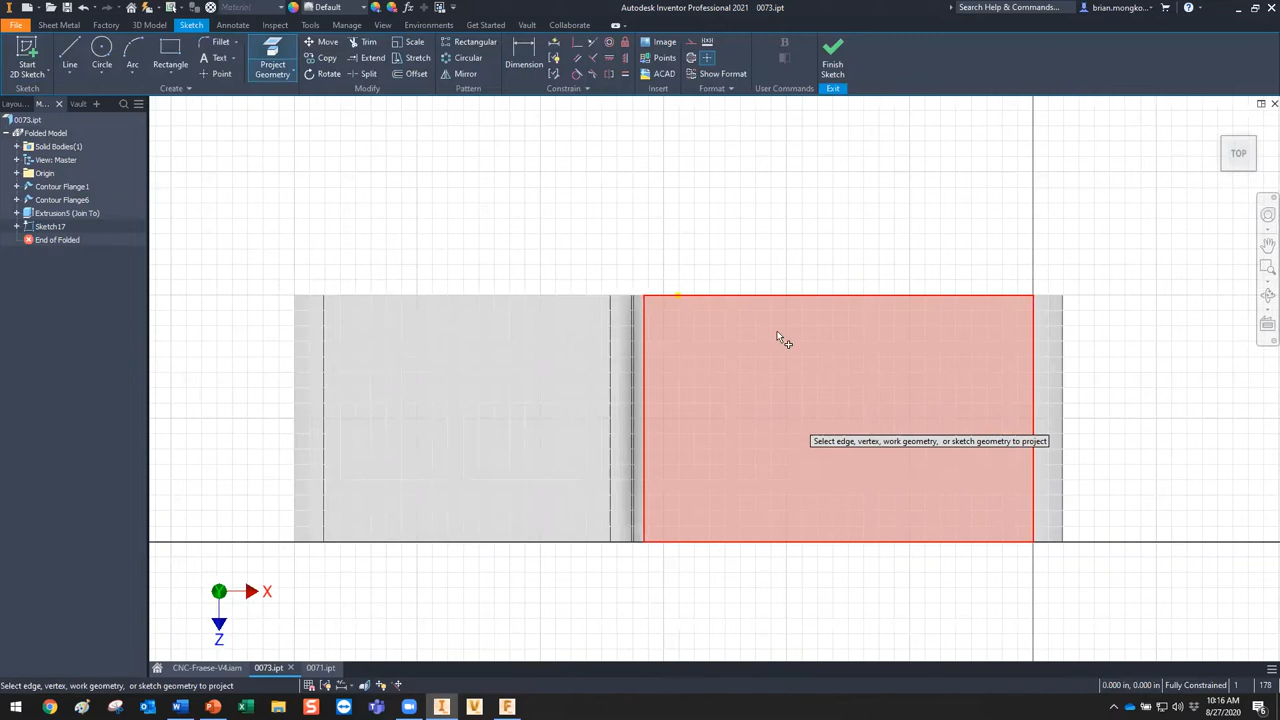 Material
Default
Autodesk Inventor Professional 2021 0073.ipt
Search Help & Commands...
brian.mongko...
File Sheet Metal Factory 3D Model Sketch Annotate Inspect Tools Manage View Environments Get Started Vault Collaborate
Start
2D Sketch
Line
Circle
Arc
Rectangle
Fillet
Text
Point
Project
Geometry
Move
Copy
Rotate
Trim
Extend
Split
Scale
Stretch
Offset
Rectangular
Circular
Mirror
Dimension
Image
Points
ACAD
Show Format
Finish
Sketch
Sketch Create Modify Pattern Constrain Insert Format User Commands Exit
Layou... M... Vault
0073.ipt
Folded Model
Solid Bodies(1)
View: Master
Origin
Contour Flange1
Contour Flange6
Extrusion5 (Join To)
Sketch17
End of Folded
TOP
Select edge, vertex, work geometry, or sketch geometry to project
X
Y
Z
CNC-Fraese-V4.iam 0073.ipt 0071.ipt
Select edge, vertex, work geometry, or sketch geometry to project
0.000 in, 0.000 in Fully Constrained 1 178
10:16 AM
8/27/2020
6